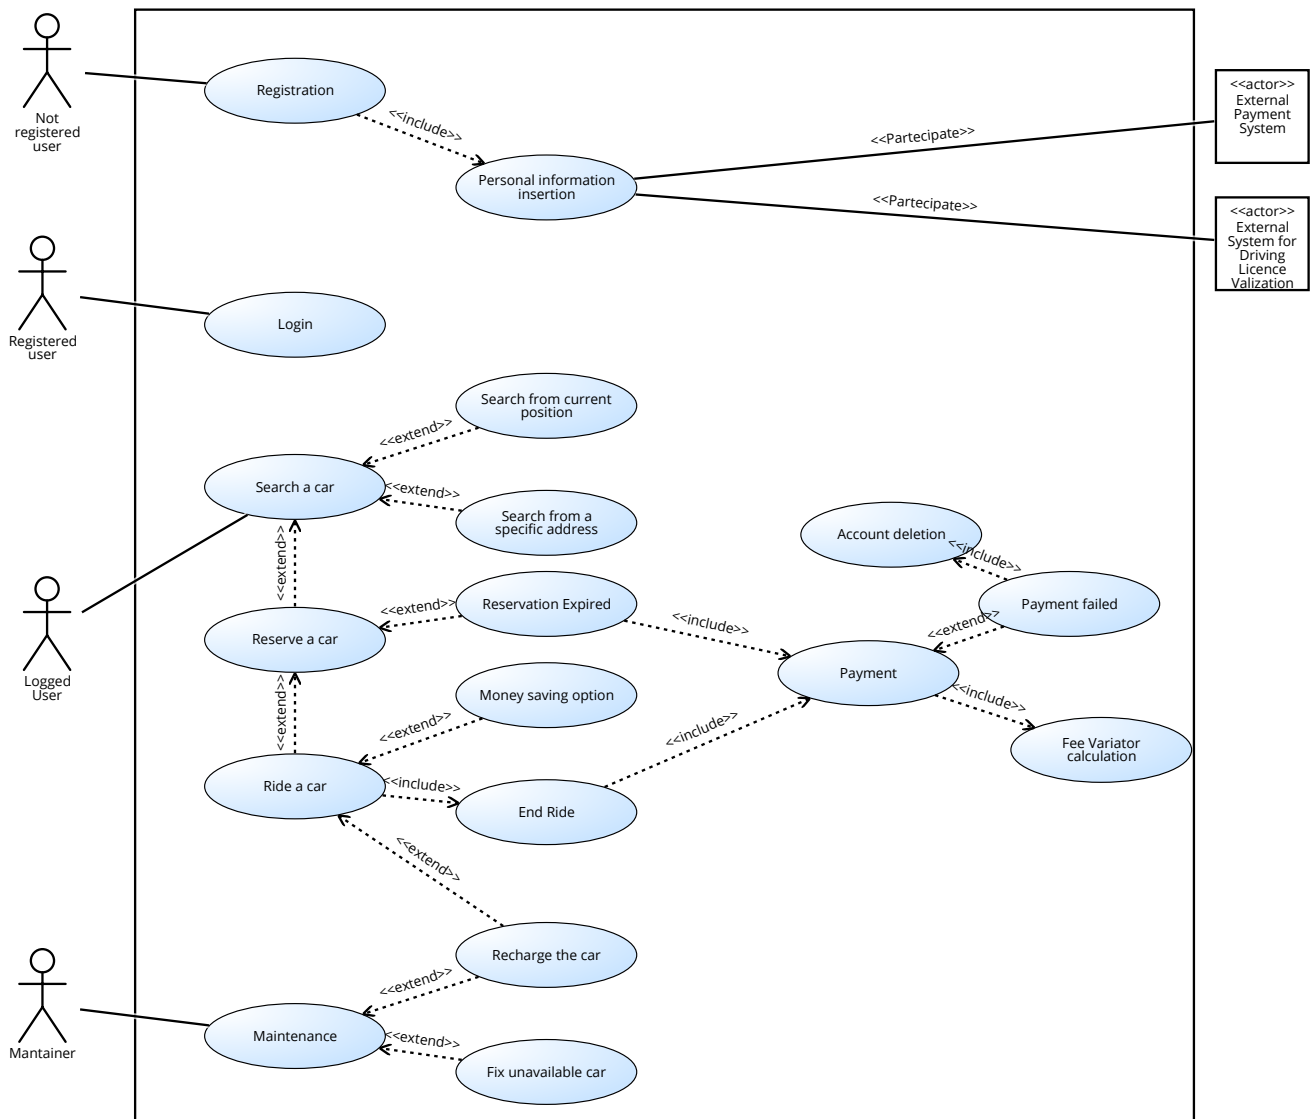 Not
registered
user
Registration
<<include>>
Personal information
insertion
<<Partecipate>>
<<Partecipate>>
<<actor>>
External
Payment
System
<<actor>>
External
System for
Driving
Licence
Valization
Registered
user
Login
Search from current
position
<<extend>>
Search a car
<<extend>>
Search from a
specific address
<<extend>>
Account deletion
<<include>>
Payment failed
<<extend>>
Logged
User
Reserve a car
<<extend>>
Reservation Expired
<<include>>
Payment
<<include>>
Fee Variator
calculation
<<extend>>
Money saving option
<<extend>>
Ride a car
<<include>>
End Ride
<<include>>
<<extend>>
Recharge the car
<<extend>>
Mantainer
Maintenance
<<extend>>
Fix unavailable car